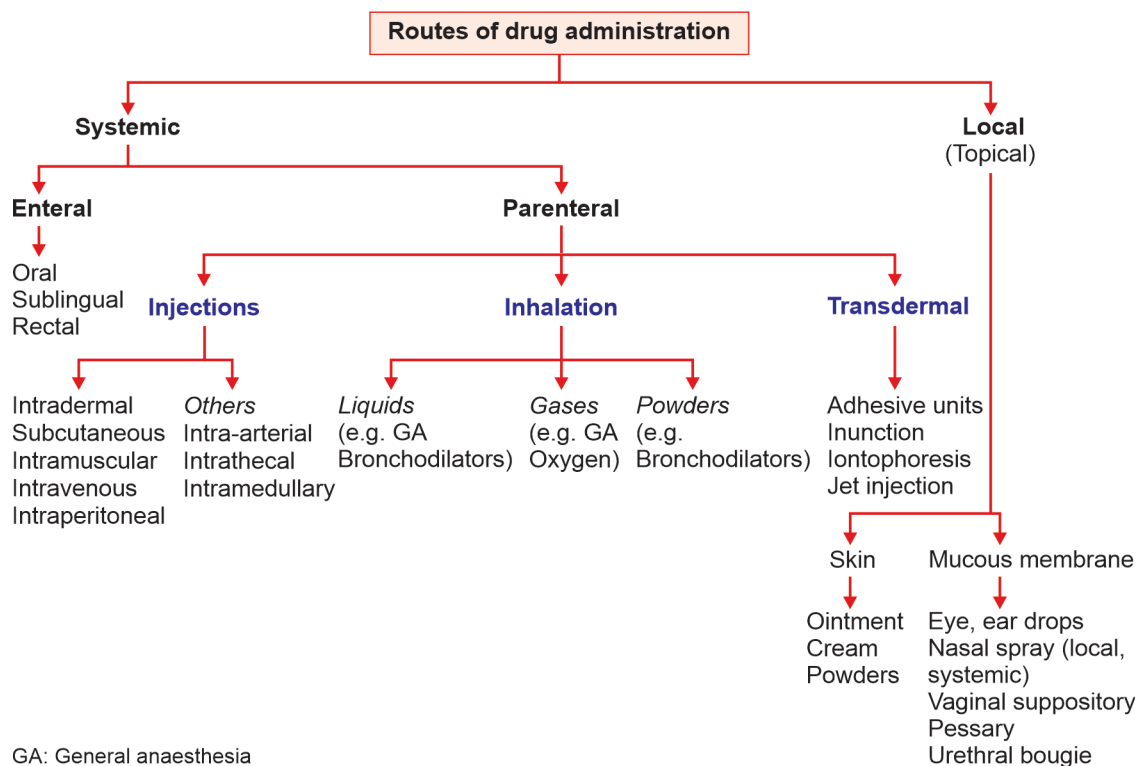 Routes of drug administration
Systemic
Local
(Topical)
Enteral
Parenteral
Oral
Sublingual
Rectal
Injections
Inhalation
Transdermal
Intradermal
Subcutaneous
Intramuscular
Intravenous
Intraperitoneal
Others
Intra-arterial
Intrathecal
Intramedullary
Liquids
(e.g. GA
Bronchodilators)
Gases
(e.g. GA
Oxygen)
Powders
(e.g.
Bronchodilators)
Adhesive units
Inunction
Iontophoresis
Jet injection
Skin
Mucous membrane
Ointment
Cream
Powders
Eye, ear drops
Nasal spray (local,
systemic)
Vaginal suppository
Pessary
Urethral bougie
GA: General anaesthesia